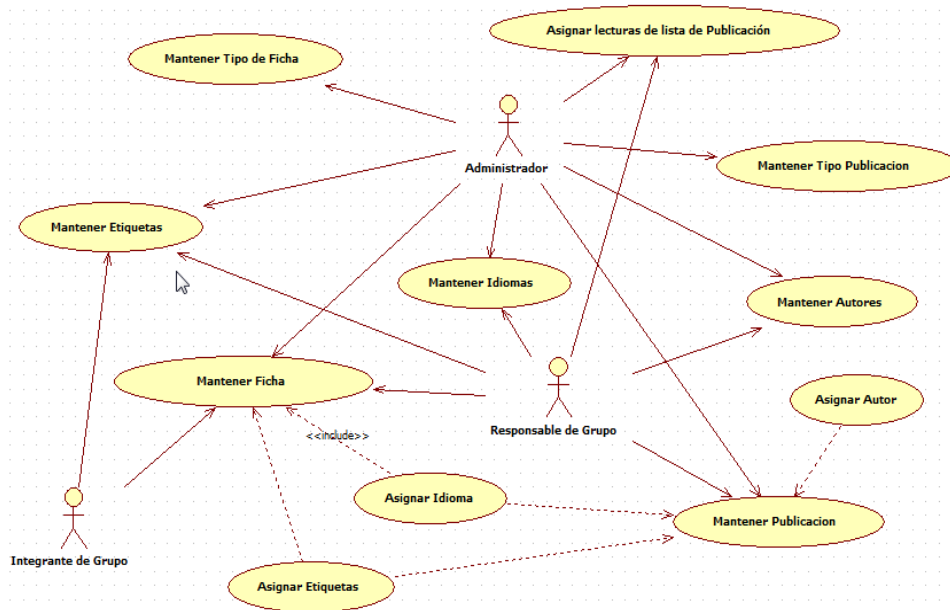 Asignar lecturas de lista de Publicación
Mantener Tipo de Ficha
Administrador
Mantener Tipo Publicacion
Mantener Etiquetas
Mantener Idiomas
Mantener Autores
Mantener Ficha
Asignar Autor
Responsable de Grupo
<<include>>
Asignar Idioma
Mantener Publicacion
Integrante de Grupo
Asignar Etiquetas